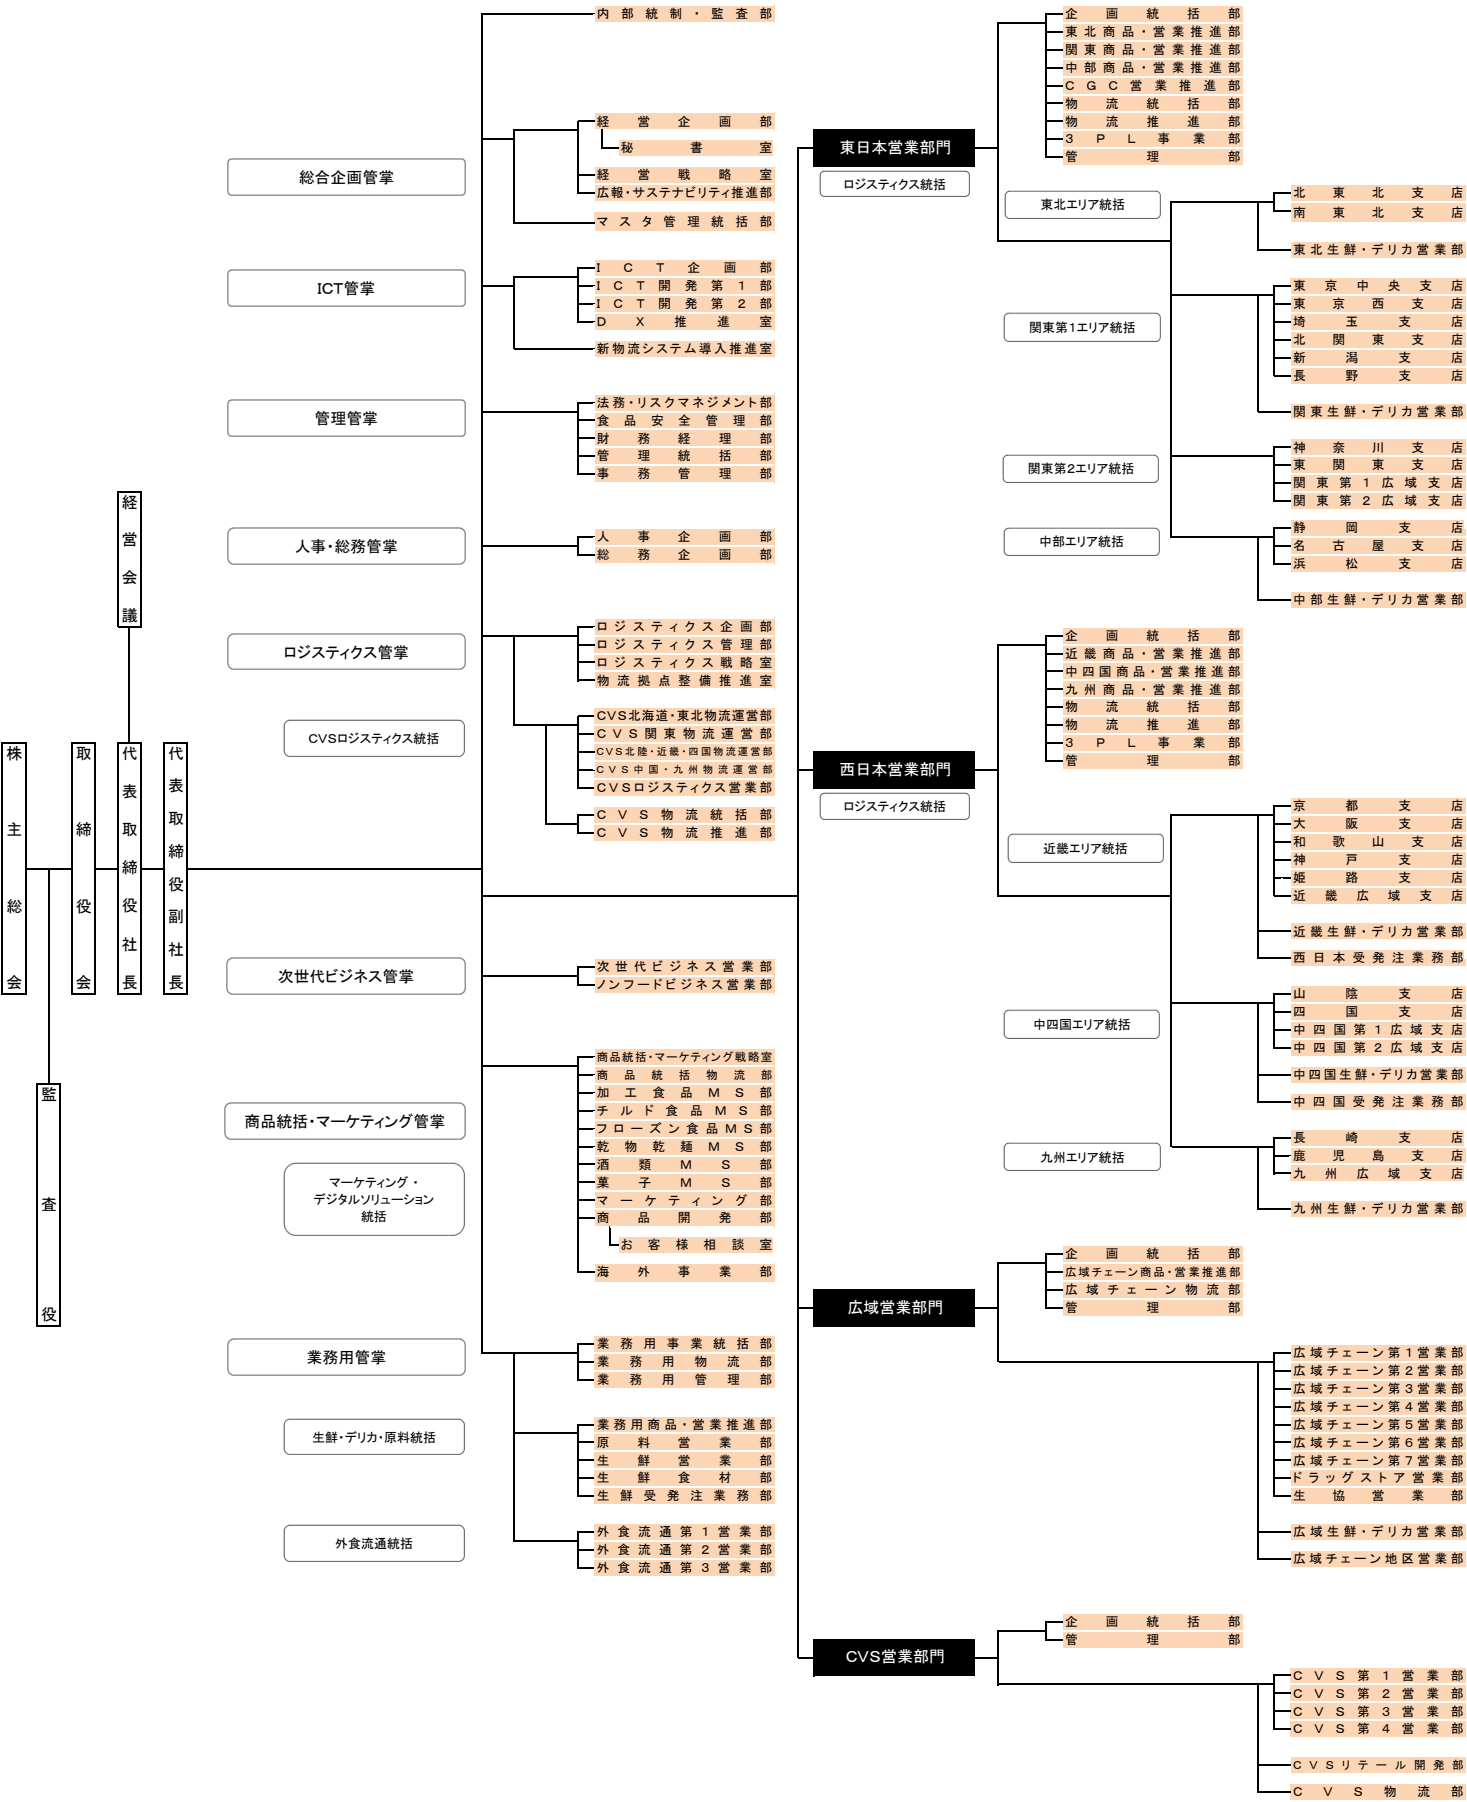 株主総会
監査役
取締役会
経営会議
代表取締役社長
代表取締役副社長
内部統制・監査部
総合企画管掌
経営企画部
秘書室
経営戦略室
広報・サステナビリティ推進部
マスタ管理統括部
ICT管掌
ICT企画部
ICT開発第1部
ICT開発第2部
DX推進室
新物流システム導入推進室
管理管掌
法務・リスクマネジメント部
食品安全管理部
財務経理部
管理統括部
事務管理部
人事・総務管掌
人事企画部
総務企画部
ロジスティクス管掌
ロジスティクス企画部
ロジスティクス管理部
ロジスティクス戦略室
物流拠点整備推進室
CVSロジスティクス統括
CVS北海道・東北物流運営部
CVS関東物流運営部
CVS北陸・近畿・四国物流運営部
CVS中国・九州物流運営部
CVSロジスティクス営業部
CVS物流統括部
CVS物流推進部
次世代ビジネス管掌
次世代ビジネス営業部
ノンフードビジネス営業部
商品統括・マーケティング管掌
マーケティング・
デジタルソリューション
統括
商品統括・マーケティング戦略室
商品統括物流部
加工食品MS部
チルド食品MS部
フローズン食品MS部
乾物乾麺MS部
酒類MS部
菓子MS部
マーケティング部
商品開発部
お客様相談室
海外事業部
業務用管掌
業務用事業統括部
業務用物流部
業務用管理部
生鮮・デリカ・原料統括
業務用商品・営業推進部
原料営業部
生鮮営業部
生鮮食材部
生鮮受発注業務部
外食流通統括
外食流通第1営業部
外食流通第2営業部
外食流通第3営業部
東日本営業部門
ロジスティクス統括
企画統括部
東北商品・営業推進部
関東商品・営業推進部
中部商品・営業推進部
CGC営業推進部
物流統括部
物流推進部
3PL事業部
管理部
東北エリア統括
北東北支店
南東北支店
東北生鮮・デリカ営業部
関東第1エリア統括
東京中央支店
東京西支店
埼玉支店
北関東支店
新潟支店
長野支店
関東生鮮・デリカ営業部
関東第2エリア統括
神奈川支店
東関東支店
関東第1広域支店
関東第2広域支店
中部エリア統括
静岡支店
名古屋支店
浜松支店
中部生鮮・デリカ営業部
西日本営業部門
ロジスティクス統括
企画統括部
近畿商品・営業推進部
中四国商品・営業推進部
九州商品・営業推進部
物流統括部
物流推進部
3PL事業部
管理部
近畿エリア統括
京都支店
大阪支店
和歌山支店
神戸支店
姫路支店
近畿広域支店
近畿生鮮・デリカ営業部
西日本受発注業務部
中四国エリア統括
山陰支店
四国支店
中四国第1広域支店
中四国第2広域支店
中四国生鮮・デリカ営業部
中四国受発注業務部
九州エリア統括
長崎支店
鹿児島支店
九州広域支店
九州生鮮・デリカ営業部
広域営業部門
企画統括部
広域チェーン商品・営業推進部
広域チェーン物流部
管理部
広域チェーン第1営業部
広域チェーン第2営業部
広域チェーン第3営業部
広域チェーン第4営業部
広域チェーン第5営業部
広域チェーン第6営業部
広域チェーン第7営業部
ドラッグストア営業部
生協営業部
広域生鮮・デリカ営業部
広域チェーン地区営業部
CVS営業部門
企画統括部
管理部
CVS第1営業部
CVS第2営業部
CVS第3営業部
CVS第4営業部
CVSリテール開発部
CVS物流部